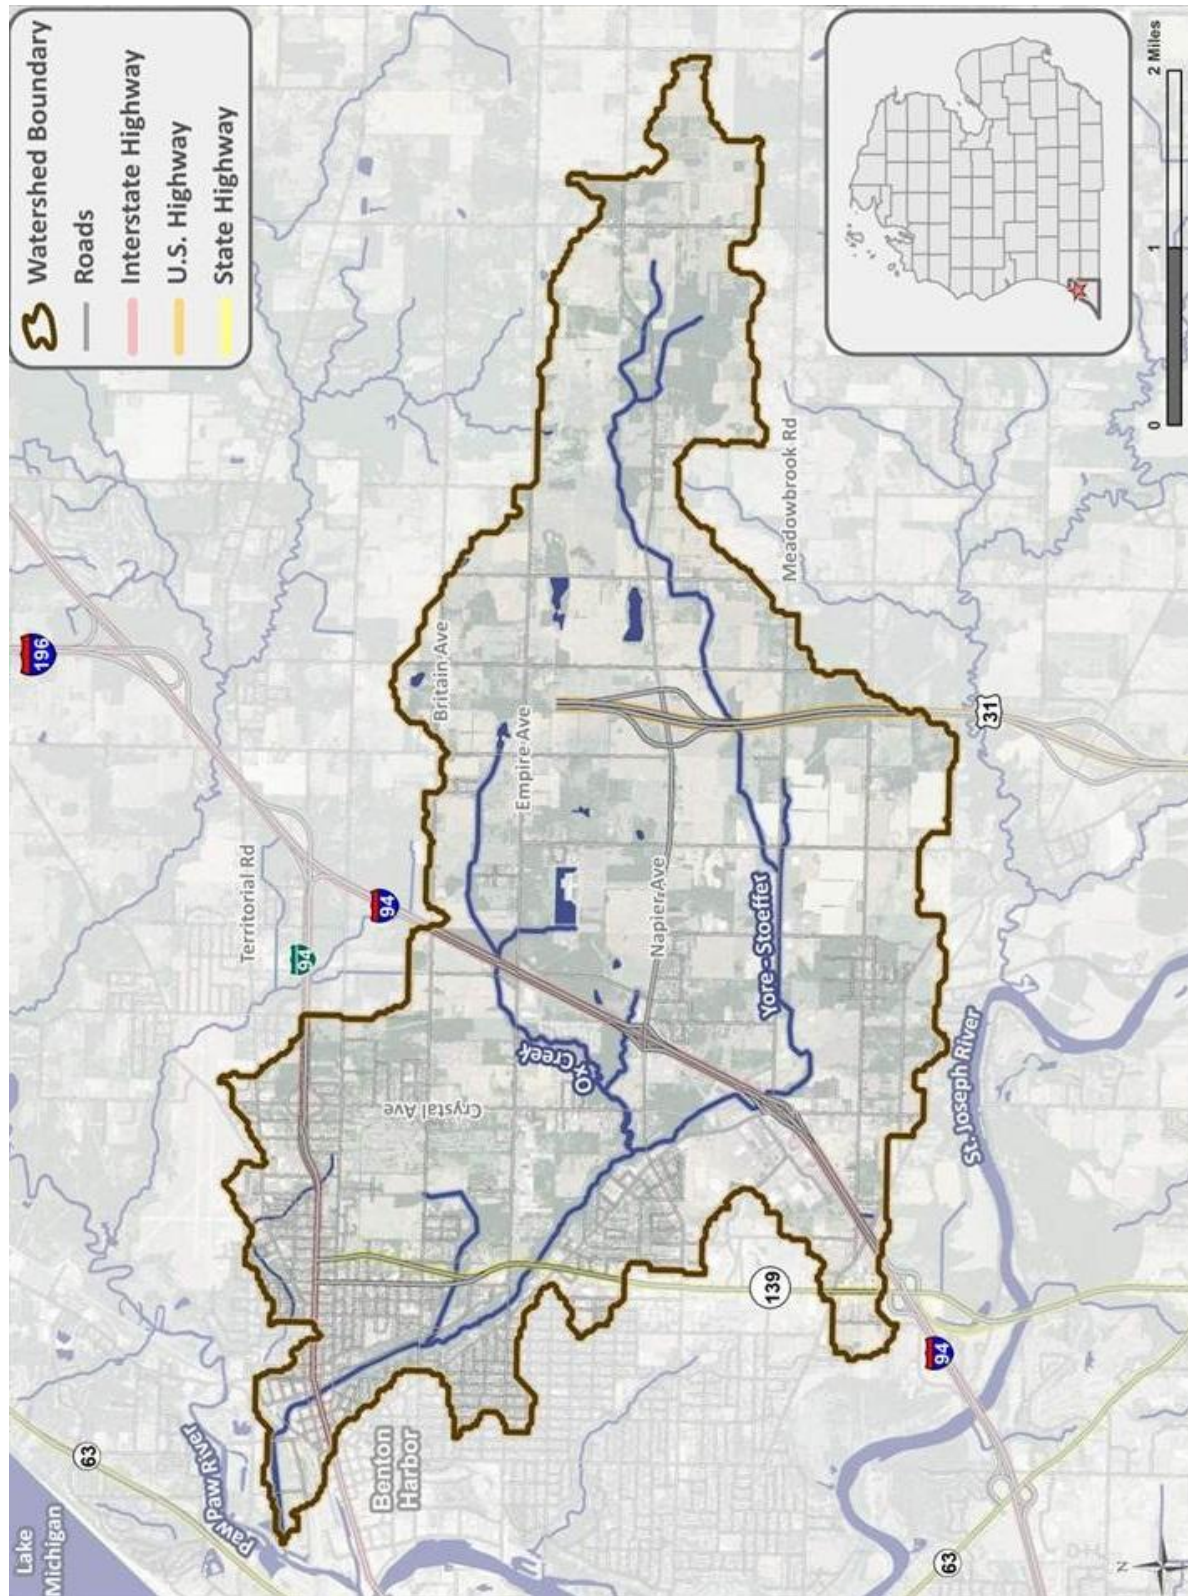 Watershed Boundary
Roads
Interstate Highway
U.S. Highway
State Highway
2 Miles
1
0
196
Britain Ave
Empire Ave
Meadowbrook Rd
31
Territorial Rd
94
94
Napier Ave
Yore - Stoeffer
Ox Creek
Crystal Ave
St. Joseph River
139
94
63
Paw Paw River
Benton
Harbor
Lake
Michigan
63
N